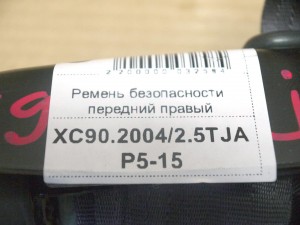 Ремень безопасности
передний правый
XC90.2004/2.5TJA
P5-15